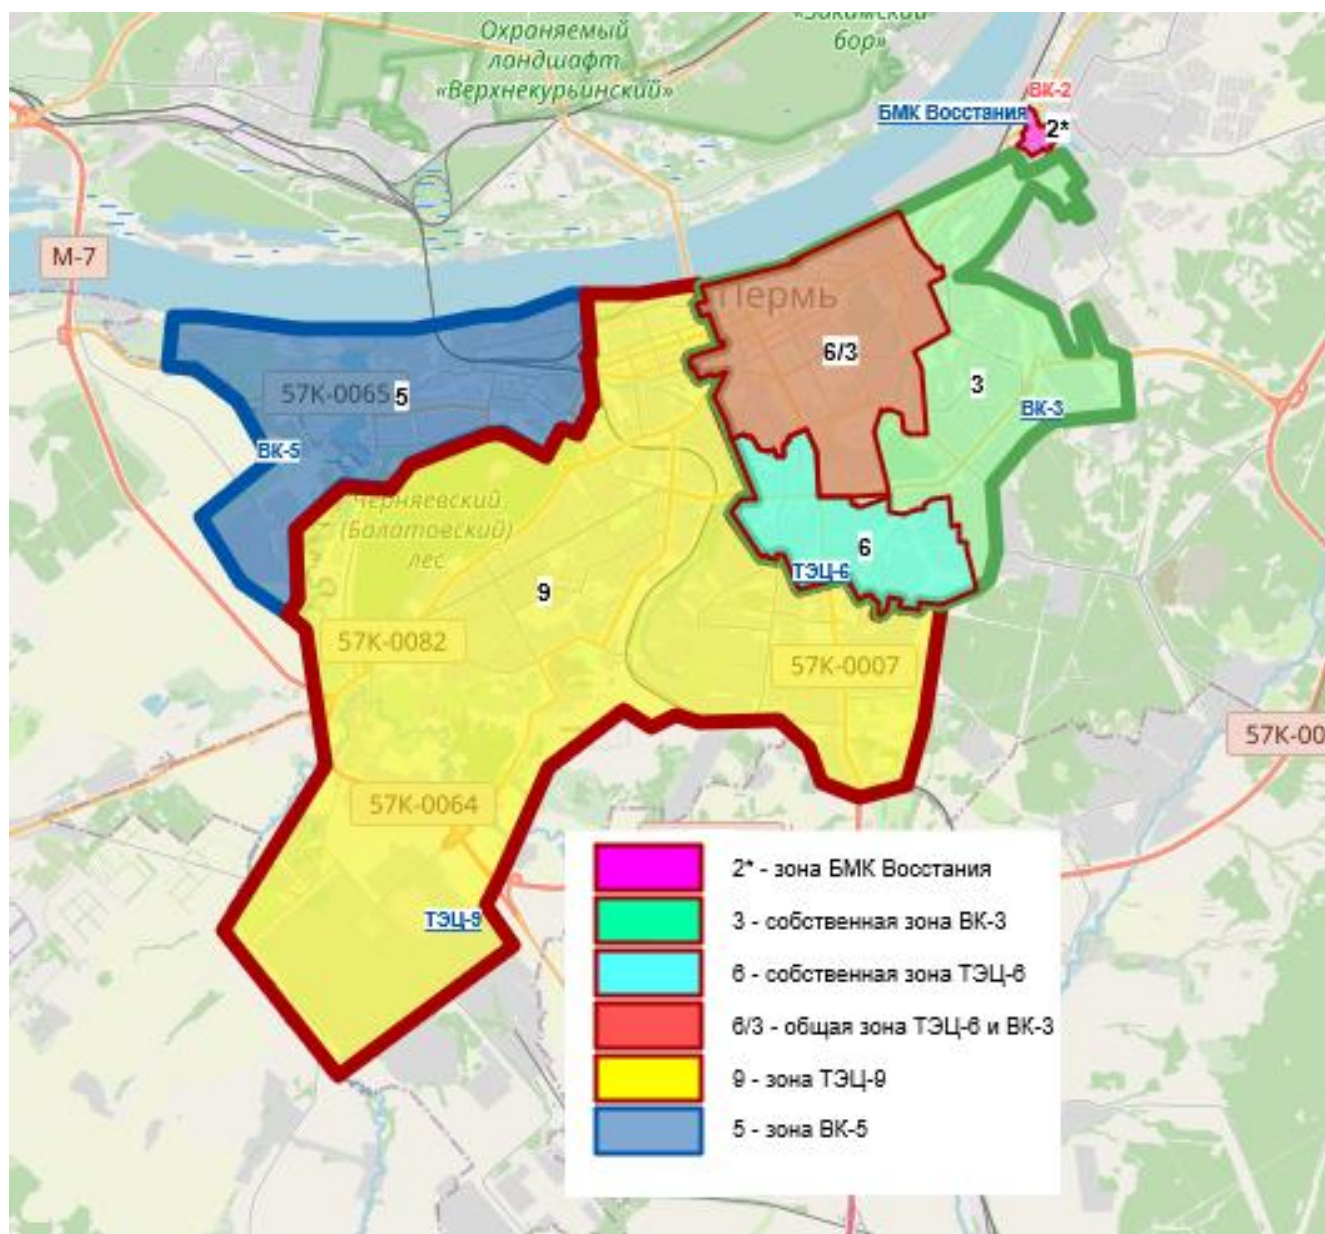 Охраняемый
ландшафт
«Верхнекурьинский»
«Закамский
бор»
ВК-2
БМК Восстания
2*
М-7
Пермь
6/3
3
57К-0065
5
ВК-3
ВК-5
Черняевский
(Балатовский)
лес
6
ТЭЦ-6
9
57К-0082
57К-0007
57К-00
57К-0064
ТЭЦ-9
2* - зона БМК Восстания
3 - собственная зона ВК-3
6 - собственная зона ТЭЦ-6
6/3 - общая зона ТЭЦ-6 и ВК-3
9 - зона ТЭЦ-9
5 - зона ВК-5